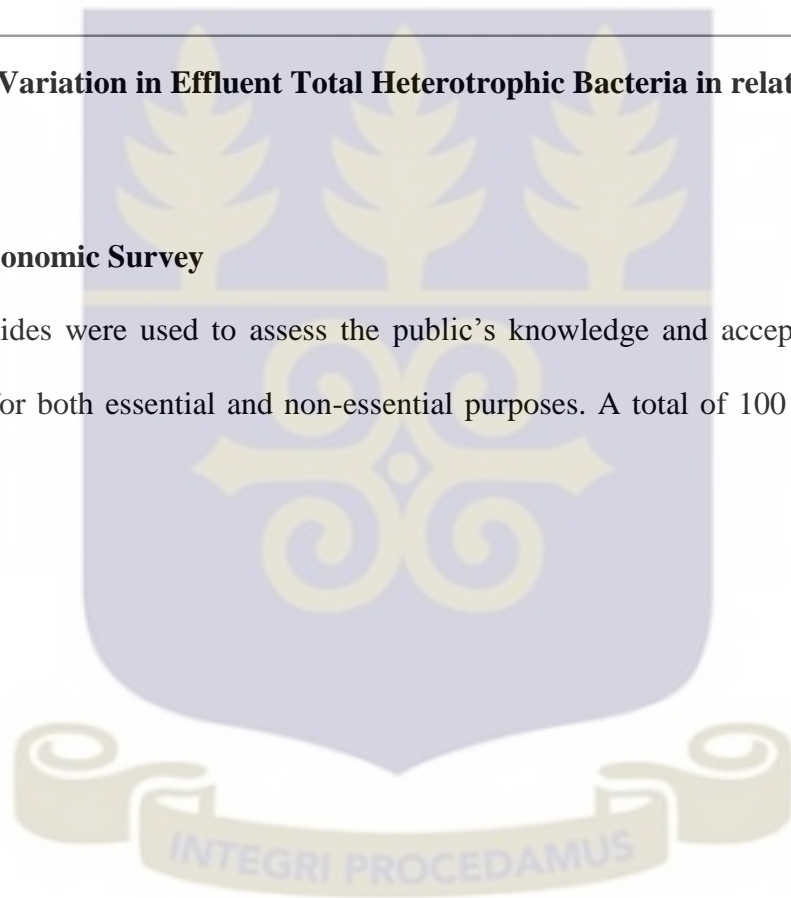 Variation in Effluent Total Heterotrophic Bacteria in relat
onomic Survey
ides were used to assess the public’s knowledge and accep
for both essential and non-essential purposes. A total of 100
INTEGRI PROCEDAMUS